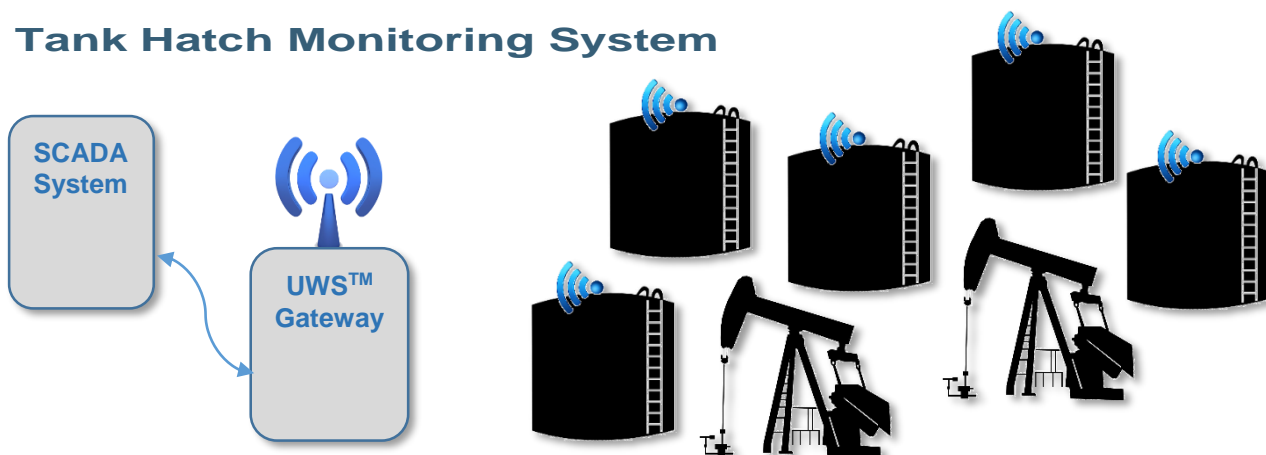 Tank Hatch Monitoring System
SCADA
System
UWS™
Gateway